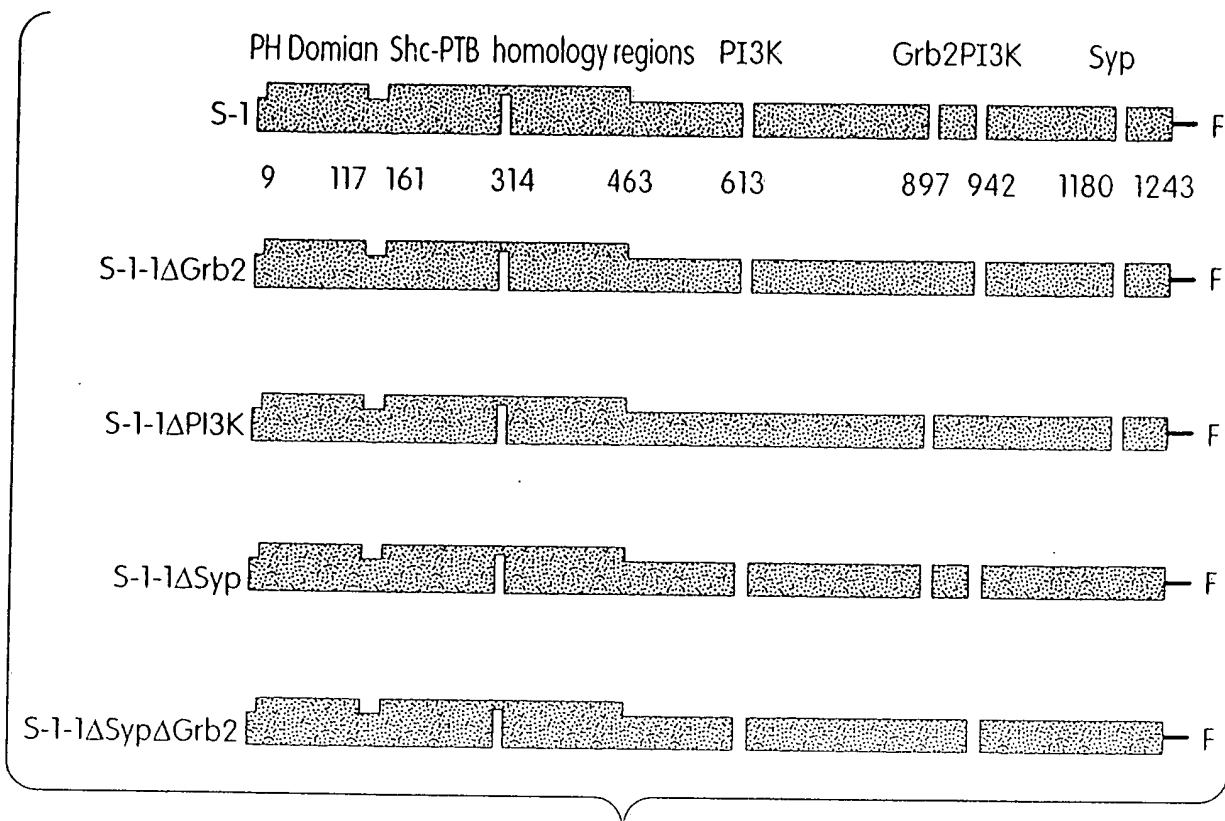 PH Domian Shc-PTB homology regions PI3K Grb2PI3K Syp
S-1 F
9 117 161 314 463 613 897 942 1180 1243
S-1-1ΔGrb2 F
S-1-1ΔPI3K F
S-1-1ΔSyp F
S-1-1ΔSypΔGrb2 F